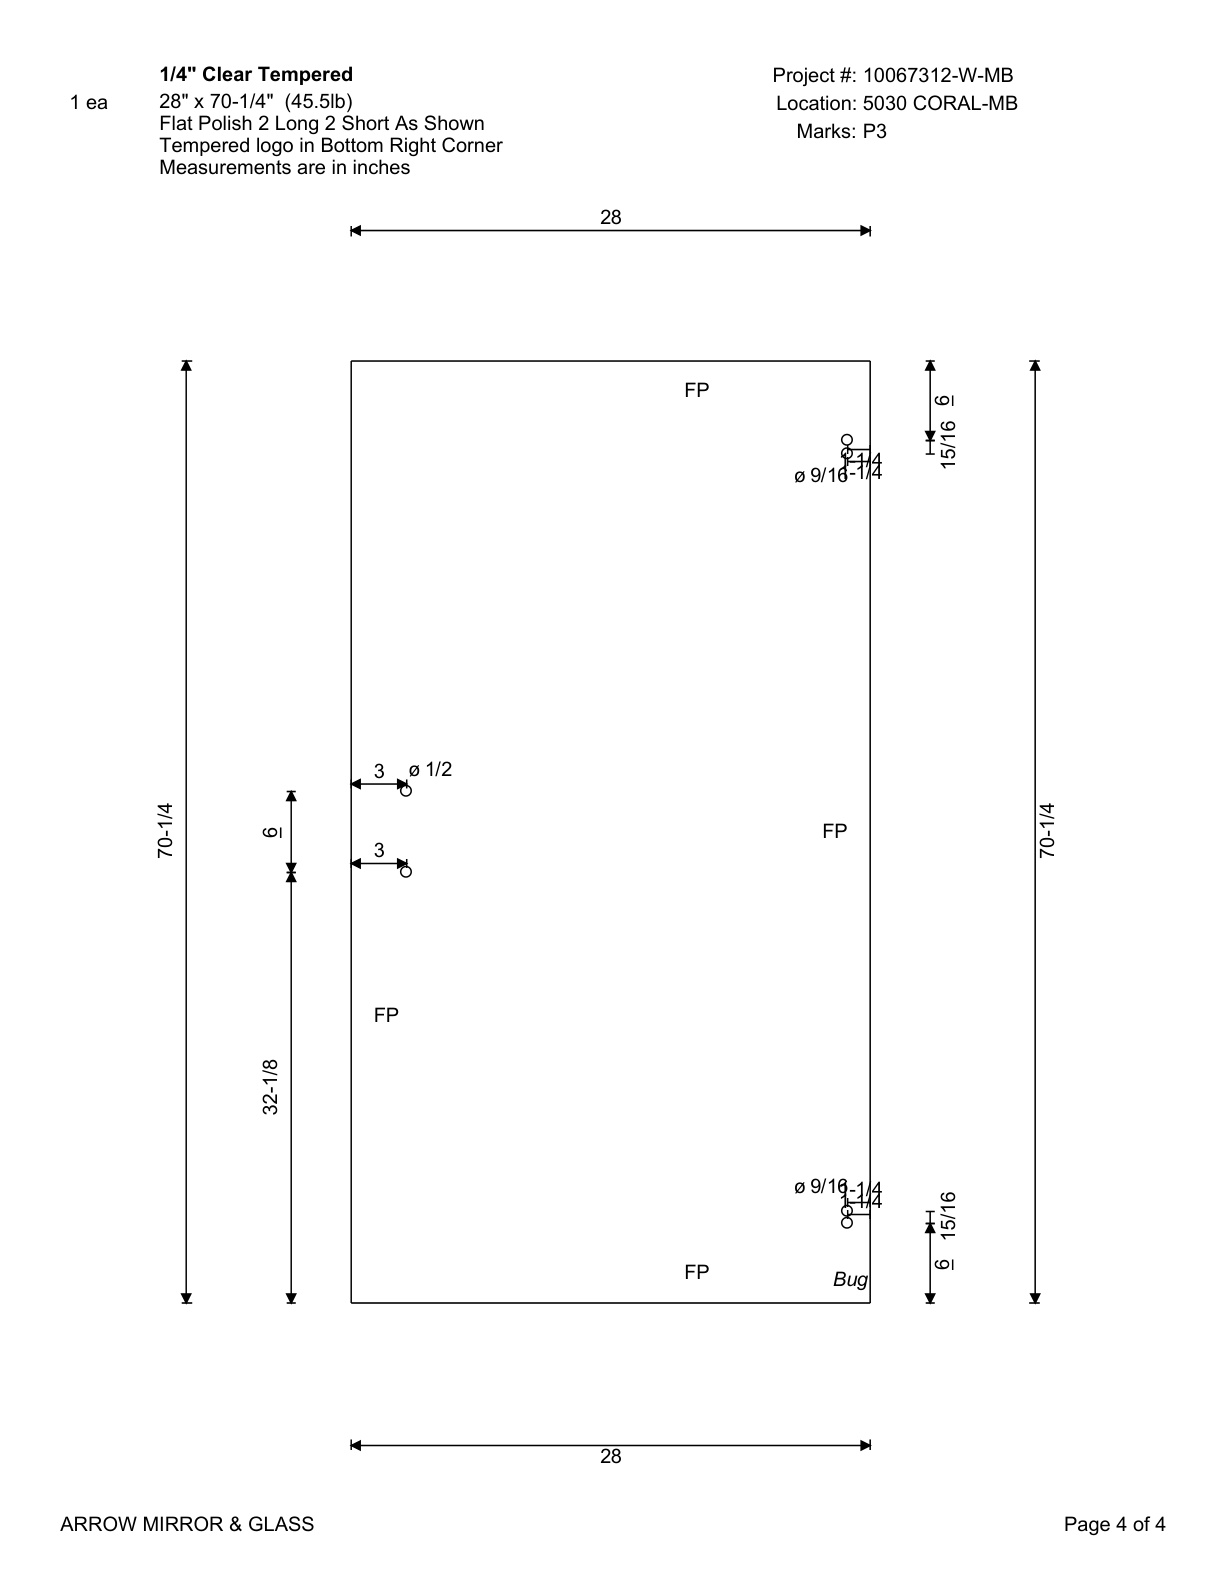 1/4" Clear Tempered
1 ea
28" x 70-1/4" (45.5lb)
Flat Polish 2 Long 2 Short As Shown
Tempered logo in Bottom Right Corner
Measurements are in inches
Project #: 10067312-W-MB
Location: 5030 CORAL-MB
Marks: P3
28
FP
6
15/16
1-1/4
1-1/4
ø 9/16
3
ø 1/2
70-1/4
6
3
FP
70-1/4
FP
32-1/8
ø 9/16
1-1/4
1-1/4
15/16
6
FP
Bug
28
ARROW MIRROR & GLASS
Page 4 of 4